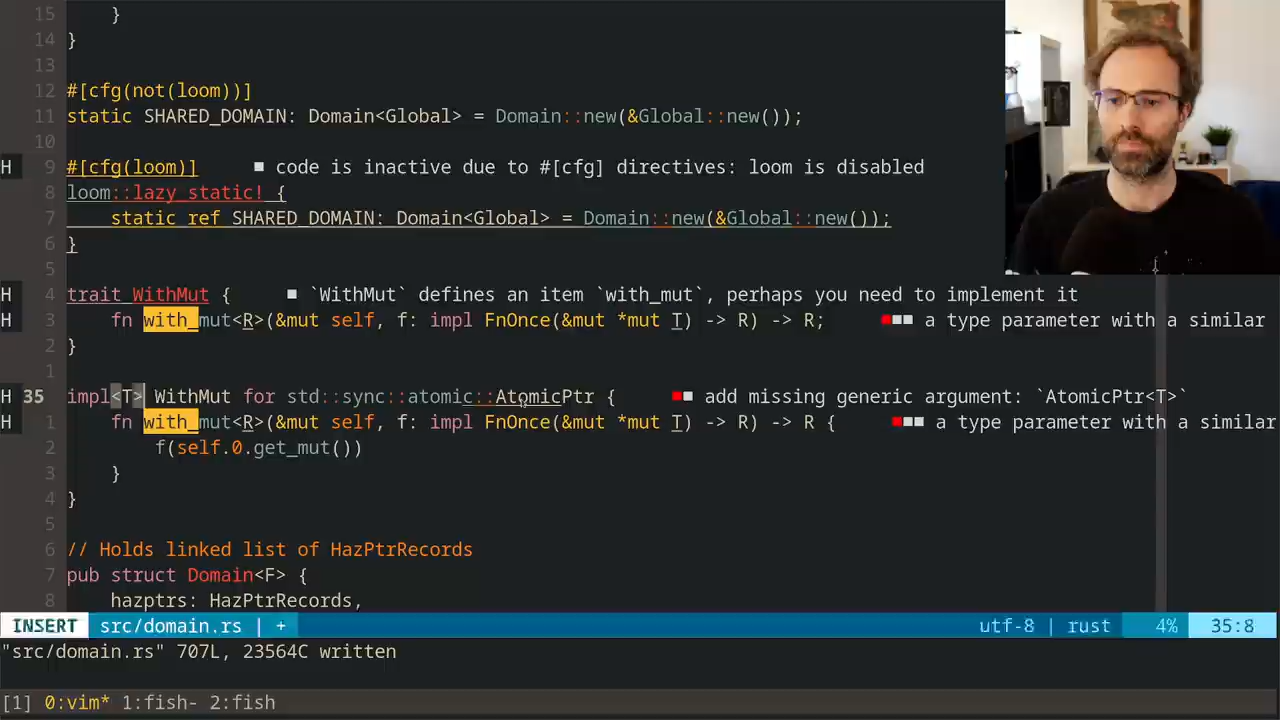 15     }
14 }
13
12 #[cfg(not(loom))]
11 static SHARED_DOMAIN: Domain<Global> = Domain::new(&Global::new());
10
H 9 #[cfg(loom)]     ■ code is inactive due to #[cfg] directives: loom is disabled
8 loom::lazy_static! {
7     static ref SHARED_DOMAIN: Domain<Global> = Domain::new(&Global::new());
6 }
5
H 4 trait WithMut {     ■ `WithMut` defines an item `with_mut`, perhaps you need to implement it
H 3     fn with_mut<R>(&mut self, f: impl FnOnce(&mut *mut T) -> R) -> R;     ■■■ a type parameter with a similar
2 }
1
H 35 impl<T> WithMut for std::sync::atomic::AtomicPtr {     ■■ add missing generic argument: `AtomicPtr<T>`
H 1     fn with_mut<R>(&mut self, f: impl FnOnce(&mut *mut T) -> R) -> R {     ■■■ a type parameter with a similar
2         f(self.0.get_mut())
3     }
4 }
5
6 // Holds linked list of HazPtrRecords
7 pub struct Domain<F> {
8     hazptrs: HazPtrRecords,
INSERT src/domain.rs | + utf-8 | rust 4% 35:8
"src/domain.rs" 707L, 23564C written
[1] 0:vim* 1:fish- 2:fish